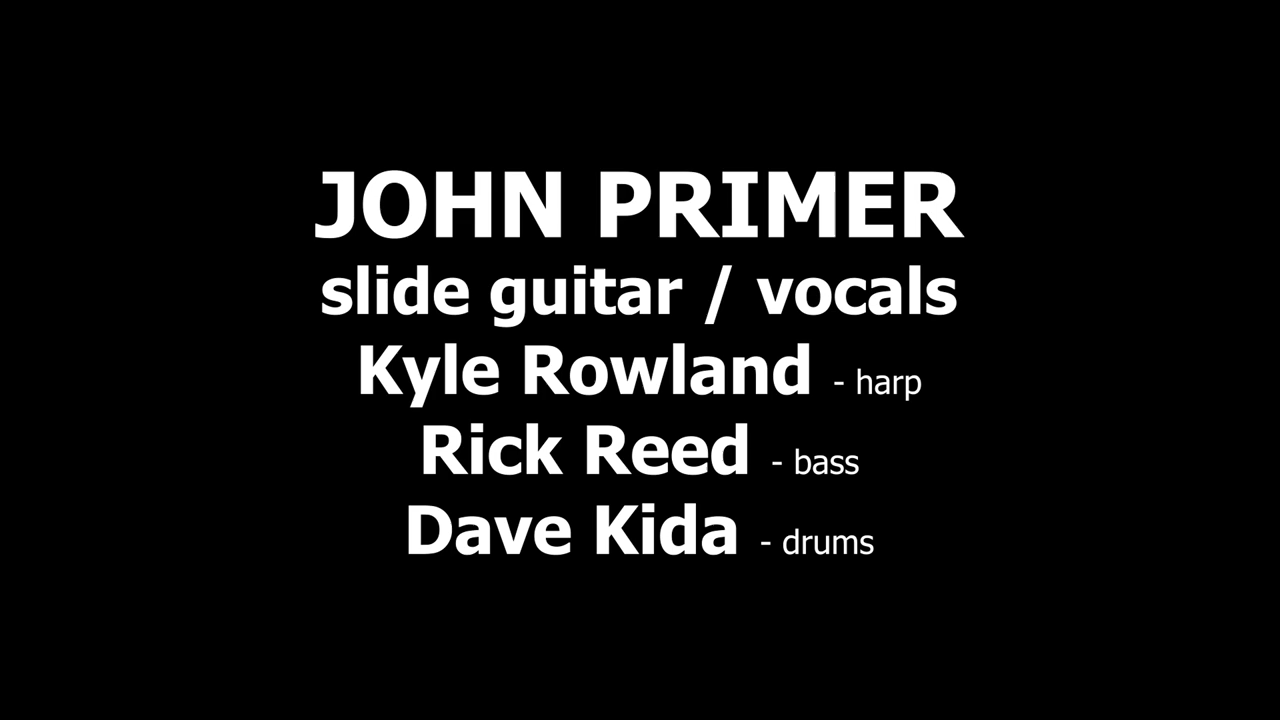 JOHN PRIMER
slide guitar / vocals
Kyle Rowland - harp
Rick Reed - bass
Dave Kida - drums